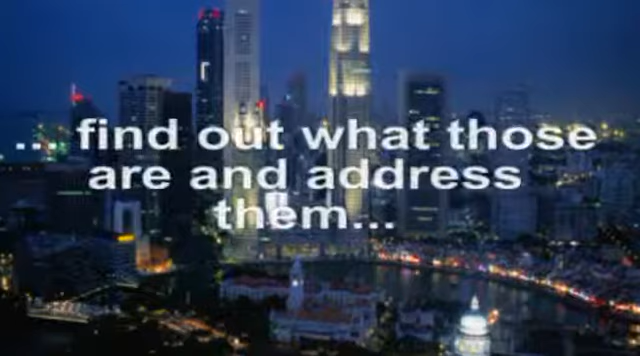 ... find out what those
are and address
them...